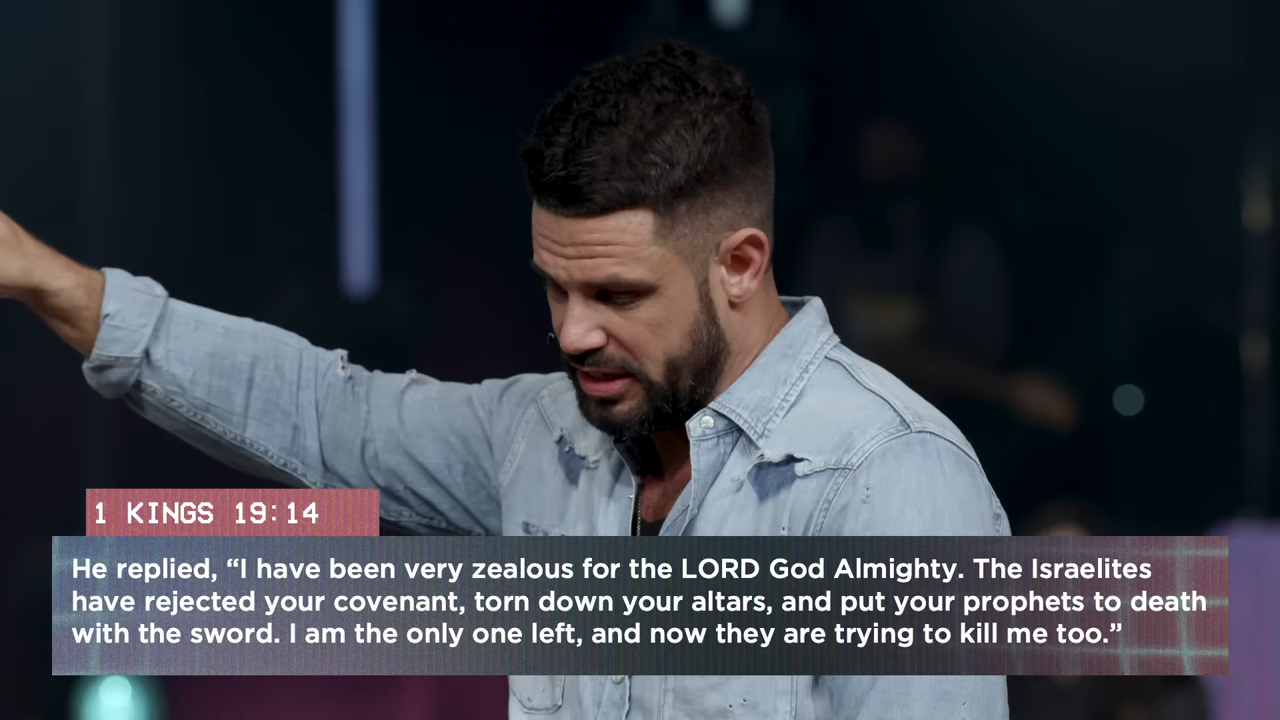 1 KINGS 19:14
He replied, “I have been very zealous for the LORD God Almighty. The Israelites
have rejected your covenant, torn down your altars, and put your prophets to death
with the sword. I am the only one left, and now they are trying to kill me too.”